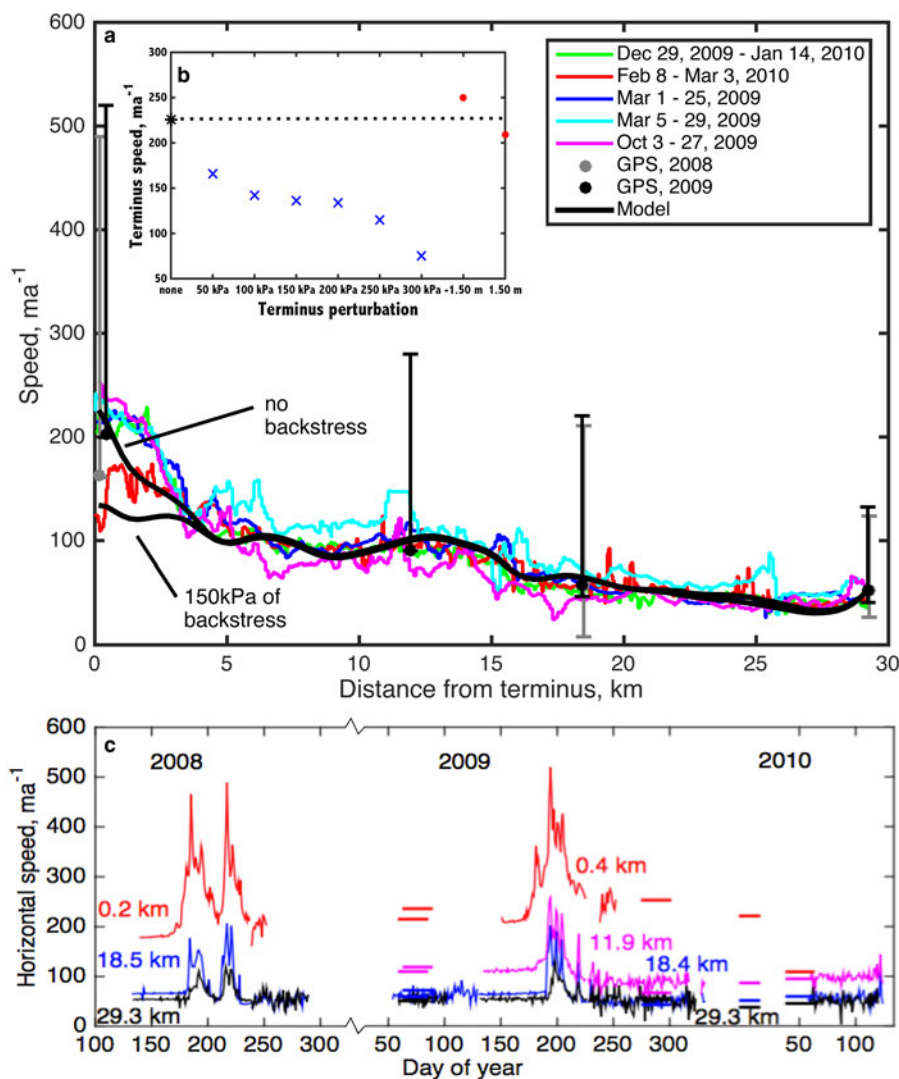 a
Speed, ma⁻¹
600
500
400
300
200
100
0
0
5
10
15
20
25
30
Distance from terminus, km
no
backstress
150kPa of
backstress
Dec 29, 2009 - Jan 14, 2010
Feb 8 - Mar 3, 2010
Mar 1 - 25, 2009
Mar 5 - 29, 2009
Oct 3 - 27, 2009
GPS, 2008
GPS, 2009
Model
b
Terminus speed, ma⁻¹
300
250
200
150
100
50
none 50 kPa 100 kPa 150 kPa 200 kPa 250 kPa 300 kPa -1.50 m 1.50 m
Terminus perturbation
c
Horizontal speed, ma⁻¹
600
500
400
300
200
100
0
2008
2009
2010
0.2 km
18.5 km
29.3 km
0.4 km
11.9 km
18.4 km
29.3 km
100 150 200 250 300 50 100 150 200 250 300 50 100
Day of year